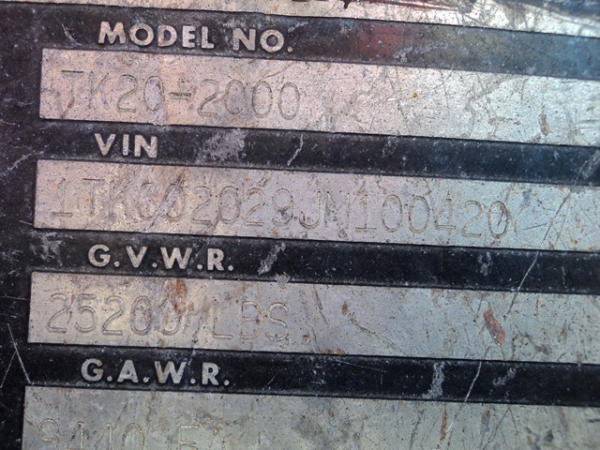 MODEL NO.
TK20-2000
VIN
1TKC02029JM100420
G.V.W.R.
25200 LBS.
G.A.W.R.